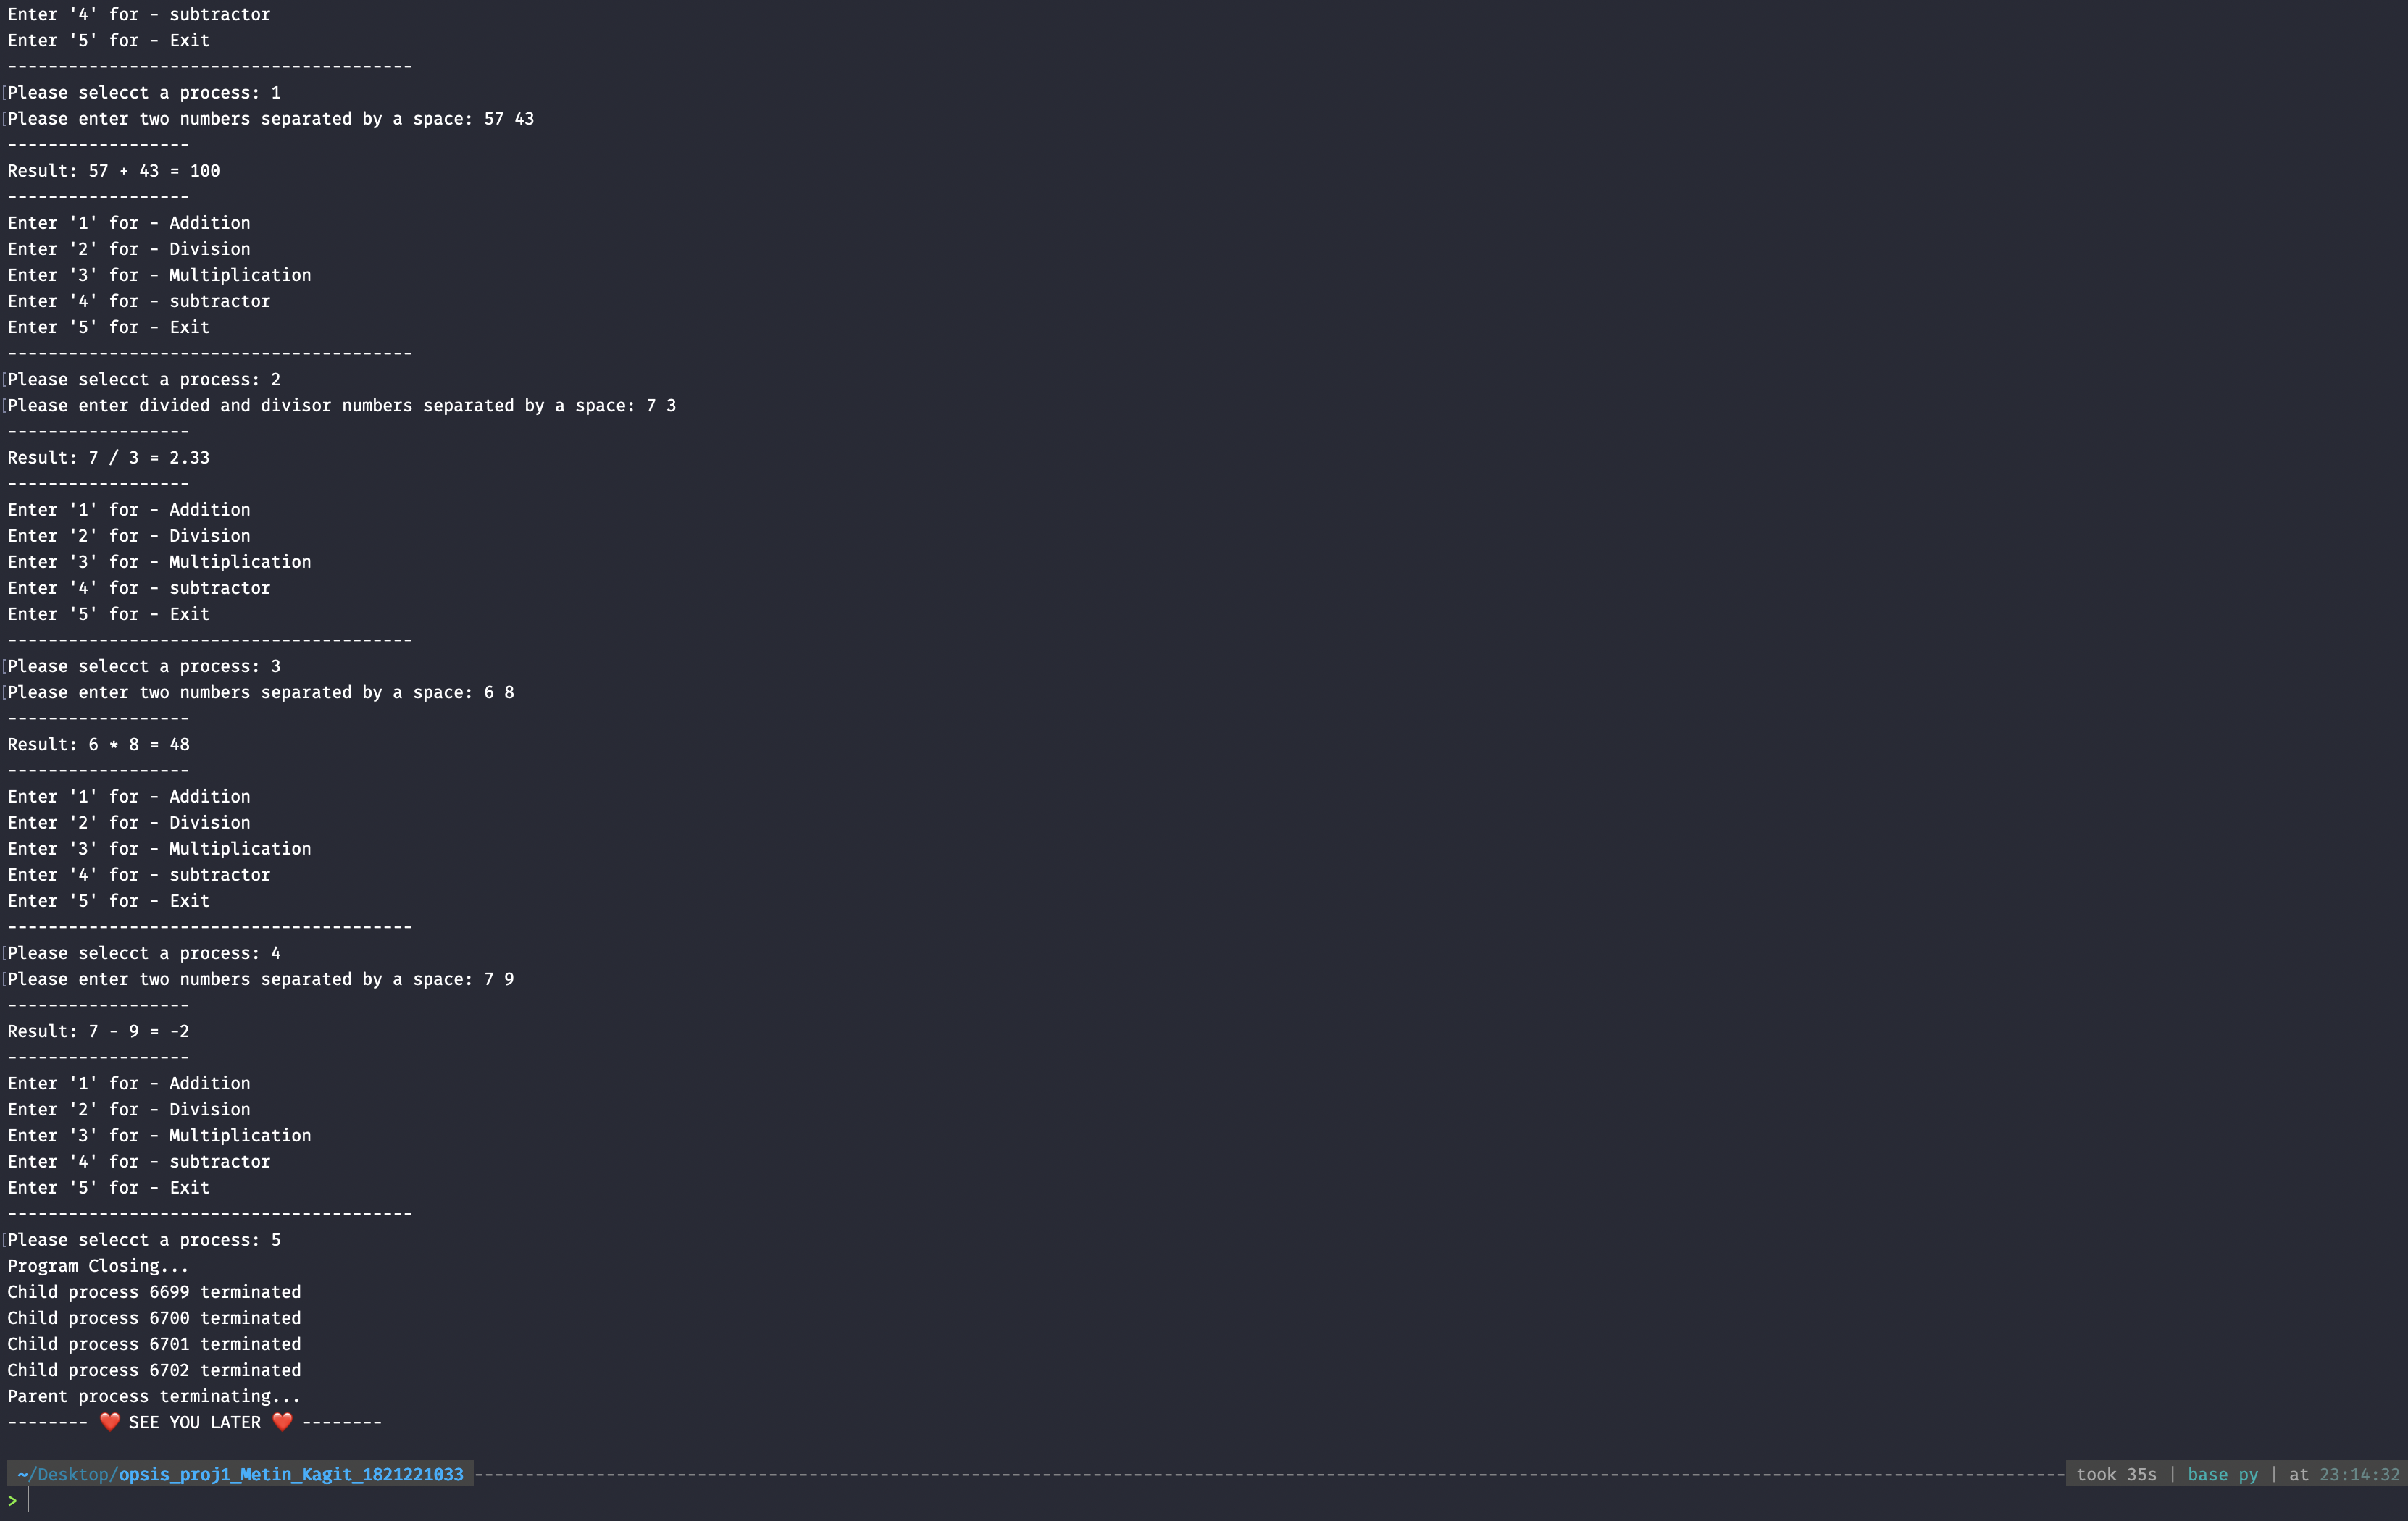 Enter '4' for - subtractor
Enter '5' for - Exit
----------------------------------------
[Please selecct a process: 1
[Please enter two numbers separated by a space: 57 43
------------------
Result: 57 + 43 = 100
------------------
Enter '1' for - Addition
Enter '2' for - Division
Enter '3' for - Multiplication
Enter '4' for - subtractor
Enter '5' for - Exit
----------------------------------------
[Please selecct a process: 2
[Please enter divided and divisor numbers separated by a space: 7 3
------------------
Result: 7 / 3 = 2.33
------------------
Enter '1' for - Addition
Enter '2' for - Division
Enter '3' for - Multiplication
Enter '4' for - subtractor
Enter '5' for - Exit
----------------------------------------
[Please selecct a process: 3
[Please enter two numbers separated by a space: 6 8
------------------
Result: 6 * 8 = 48
------------------
Enter '1' for - Addition
Enter '2' for - Division
Enter '3' for - Multiplication
Enter '4' for - subtractor
Enter '5' for - Exit
----------------------------------------
[Please selecct a process: 4
[Please enter two numbers separated by a space: 7 9
------------------
Result: 7 - 9 = -2
------------------
Enter '1' for - Addition
Enter '2' for - Division
Enter '3' for - Multiplication
Enter '4' for - subtractor
Enter '5' for - Exit
----------------------------------------
[Please selecct a process: 5
Program Closing...
Child process 6699 terminated
Child process 6700 terminated
Child process 6701 terminated
Child process 6702 terminated
Parent process terminating...
-------- ❤️ SEE YOU LATER ❤️ --------
~/Desktop/opsis_proj1_Metin_Kagit_1821221033 took 35s | base py | at 23:14:32
>